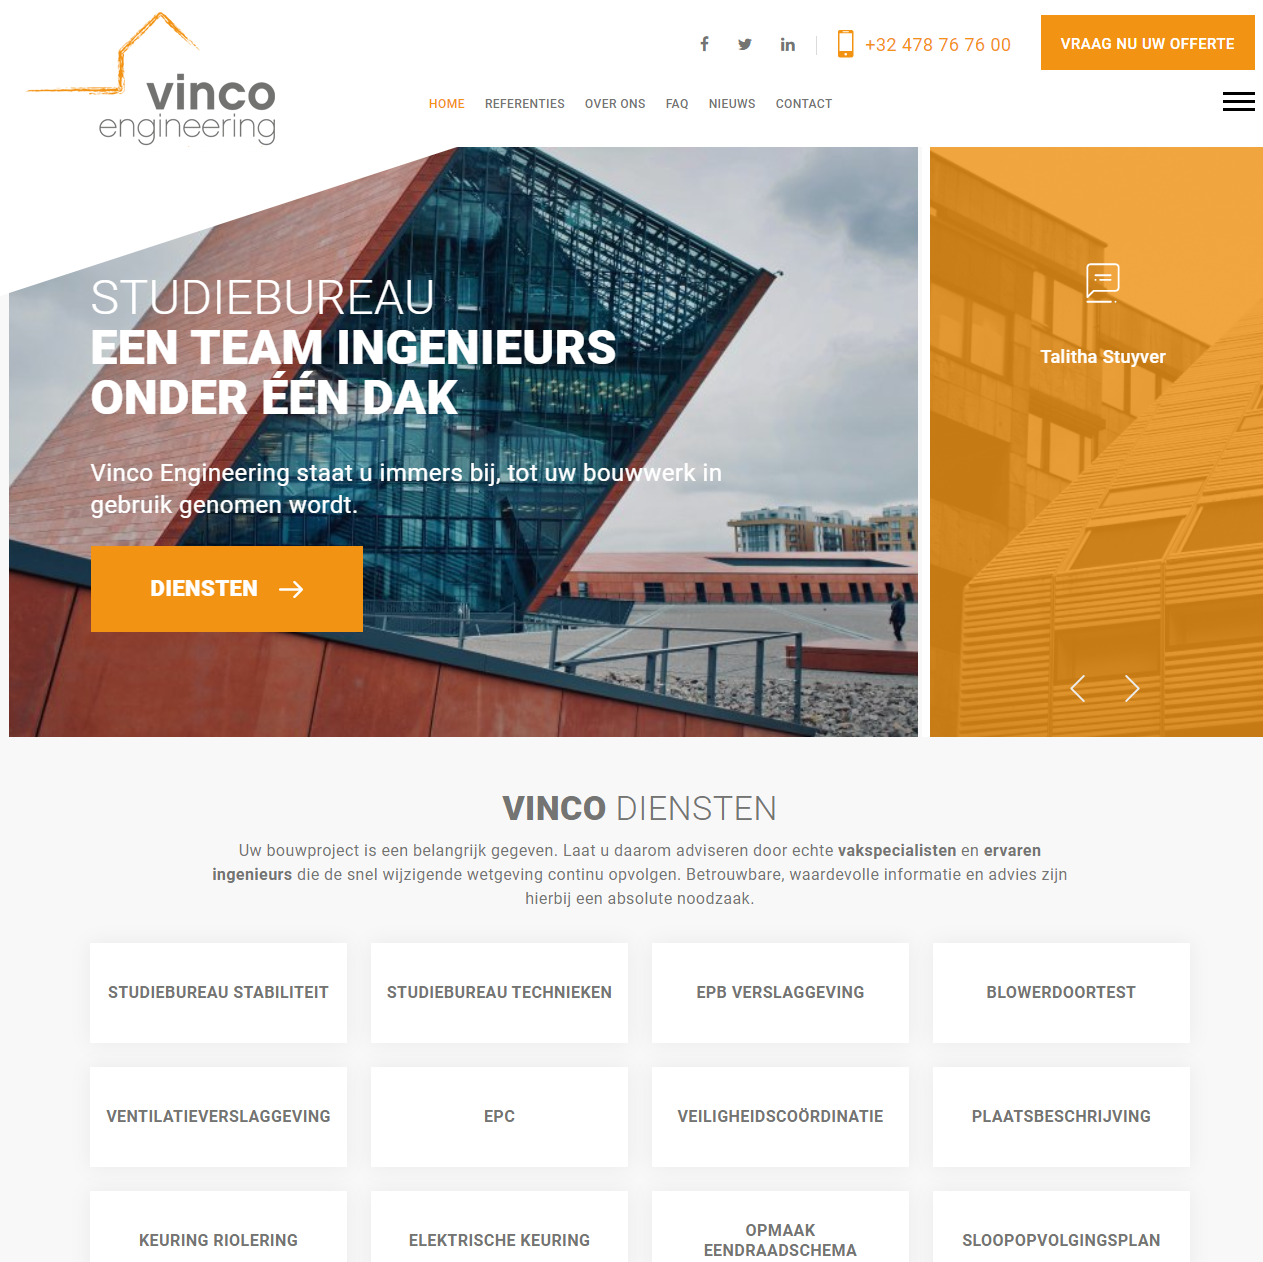 vinco
engineering
+32 478 76 76 00
VRAAG NU UW OFFERTE
HOME REFERENTIES OVER ONS FAQ NIEUWS CONTACT
STUDIEBUREAU
EEN TEAM INGENIEURS
ONDER ÉÉN DAK
Vinco Engineering staat u immers bij, tot uw bouwwerk in
gebruik genomen wordt.
DIENSTEN
Talitha Stuyver
VINCO DIENSTEN
Uw bouwproject is een belangrijk gegeven. Laat u daarom adviseren door echte vakspecialisten en ervaren
ingenieurs die de snel wijzigende wetgeving continu opvolgen. Betrouwbare, waardevolle informatie en advies zijn
hierbij een absolute noodzaak.
STUDIEBUREAU STABILITEIT
STUDIEBUREAU TECHNIEKEN
EPB VERSLAGGEVING
BLOWERDOORTEST
VENTILATIEVERSLAGGEVING
EPC
VEILIGHEIDSCOÖRDINATIE
PLAATSBESCHRIJVING
KEURING RIOLERING
ELEKTRISCHE KEURING
OPMAAK
EENDRAADSCHEMA
SLOOPOPVOLGINGSPLAN